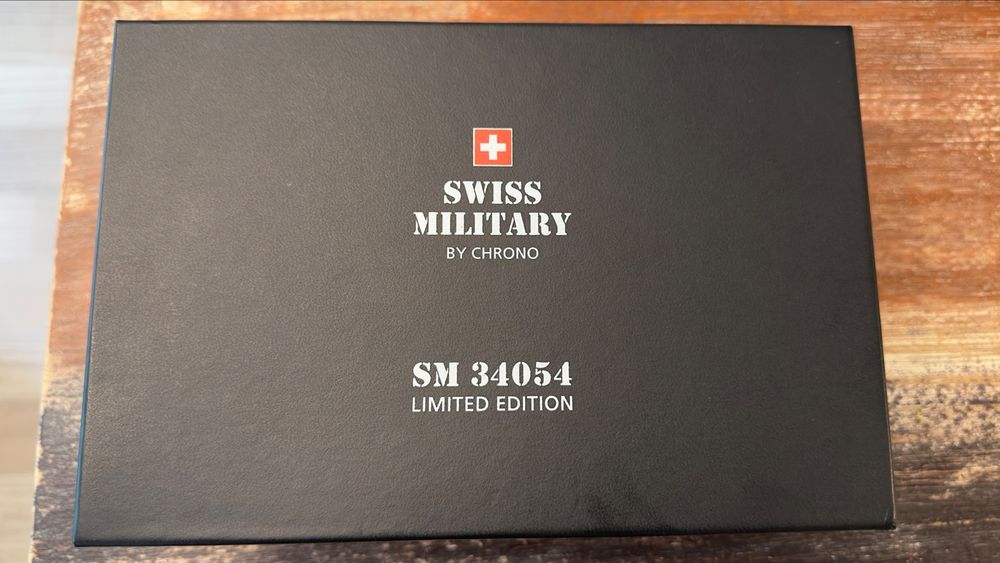 SWISS
MILITARY
BY CHRONO
SM 34054
LIMITED EDITION